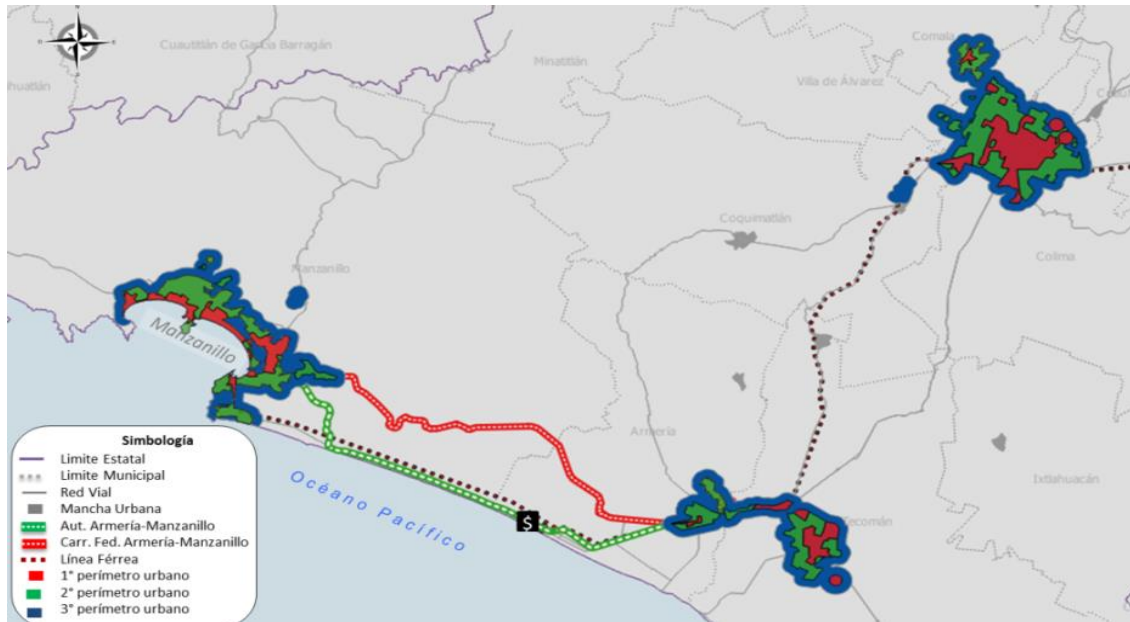 Cuautitlán de García Barragán
Minatitlán
Comala
Villa de Álvarez
Coquimatlán
Colima
Manzanillo
Manzanillo
Armería
Ixtlahuacán
Tecomán
Océano Pacífico
$
Simbología
Limite Estatal
Limite Municipal
Red Vial
Mancha Urbana
Aut. Armería-Manzanillo
Carr. Fed. Armería-Manzanillo
Línea Férrea
1° perímetro urbano
2° perímetro urbano
3° perímetro urbano